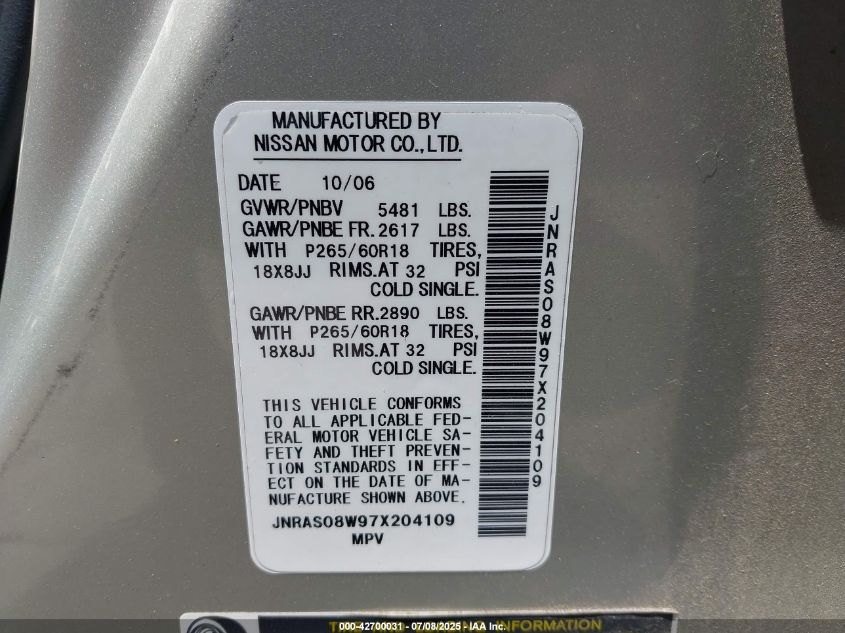 MANUFACTURED BY
NISSAN MOTOR CO., LTD.
DATE 10/06
GVWR/PNBV 5481 LBS.
GAWR/PNBE FR. 2617 LBS.
WITH P265/60R18 TIRES,
18X8JJ RIMS.AT 32 PSI
COLD SINGLE.
GAWR/PNBE RR. 2890 LBS.
WITH P265/60R18 TIRES,
18X8JJ RIMS.AT 32 PSI
COLD SINGLE.
THIS VEHICLE CONFORMS
TO ALL APPLICABLE FED-
ERAL MOTOR VEHICLE SA-
FETY AND THEFT PREVEN-
TION STANDARDS IN EFF-
ECT ON THE DATE OF MA-
NUFACTURE SHOWN ABOVE.
JNRAS08W97X204109
MPV
JNRAS08W97X204109
INFORMATION
000-42700031 - 07/08/2025 - IAA Inc.